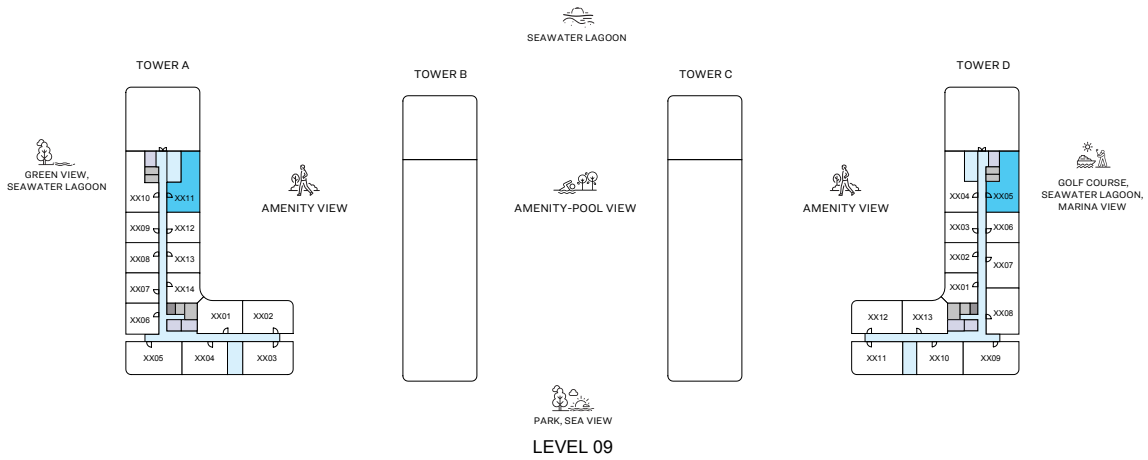 SEAWATER LAGOON
TOWER A
TOWER B
TOWER C
TOWER D
GREEN VIEW,
SEAWATER LAGOON
AMENITY VIEW
AMENITY-POOL VIEW
AMENITY VIEW
GOLF COURSE,
SEAWATER LAGOON,
MARINA VIEW
XX10
XX11
XX09
XX12
XX08
XX13
XX07
XX14
XX06
XX01
XX02
XX05
XX04
XX03
XX04
XX05
XX03
XX06
XX02
XX07
XX01
XX08
XX12
XX13
XX11
XX10
XX09
PARK, SEA VIEW
LEVEL 09